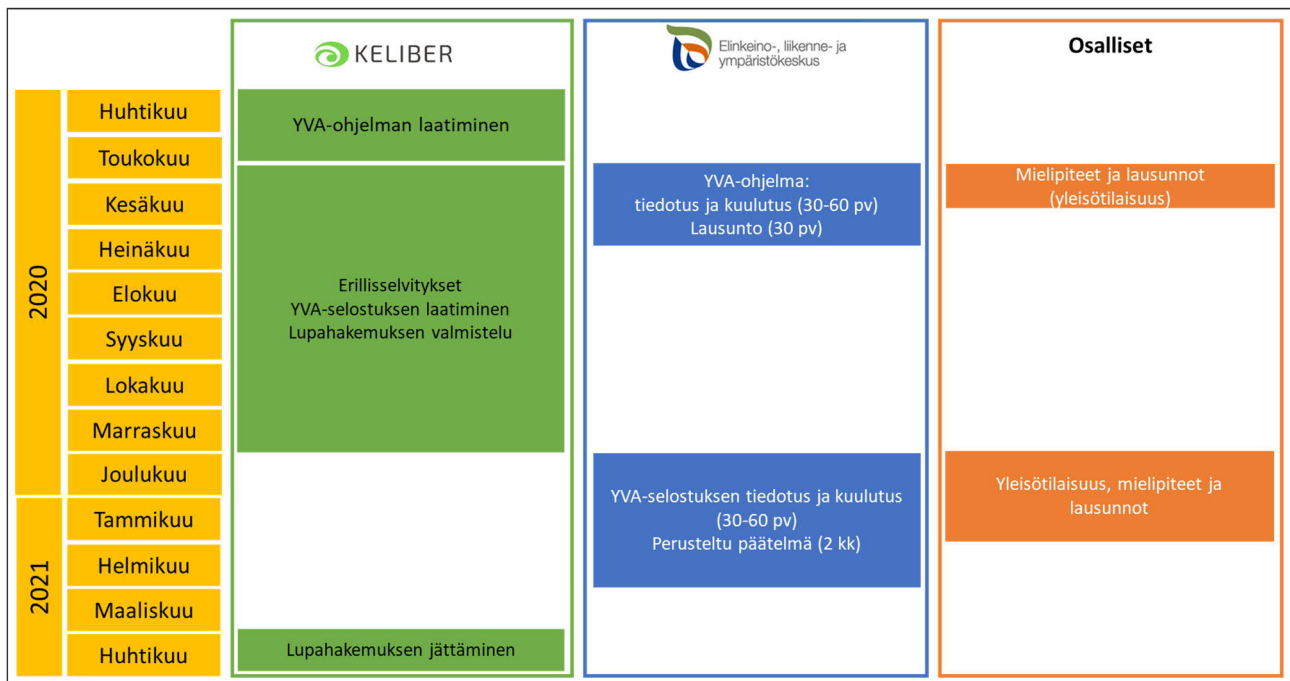 KELIBER
Elinkeino-, liikenne- ja
ympäristökeskus
Osalliset
2020
Huhtikuu
Toukokuu
Kesäkuu
Heinäkuu
Elokuu
Syyskuu
Lokakuu
Marraskuu
Joulukuu
2021
Tammikuu
Helmikuu
Maaliskuu
Huhtikuu
YVA-ohjelman laatiminen
Erillisselvitykset
YVA-selostuksen laatiminen
Lupahakemuksen valmistelu
Lupahakemuksen jättäminen
YVA-ohjelma:
tiedotus ja kuulutus (30-60 pv)
Lausunto (30 pv)
YVA-selostuksen tiedotus ja kuulutus
(30-60 pv)
Perusteltu päätelmä (2 kk)
Mielipiteet ja lausunnot
(yleisötilaisuus)
Yleisötilaisuus, mielipiteet ja
lausunnot